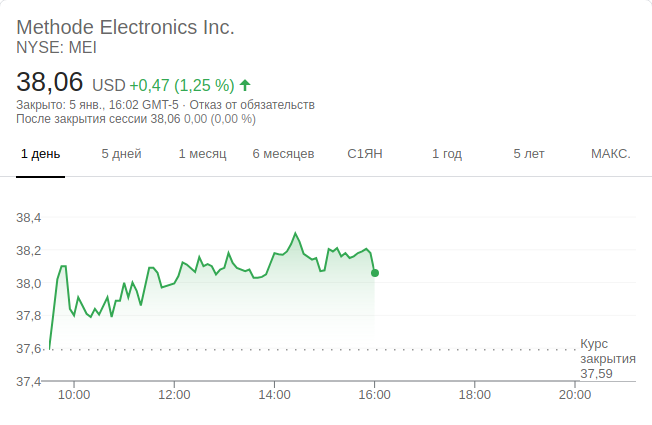 Methode Electronics Inc.
NYSE: MEI
38,06 USD +0,47 (1,25 %)
Закрыто: 5 янв., 16:02 GMT-5 · Отказ от обязательств
После закрытия сессии 38,06 0,00 (0,00 %)
1 день 5 дней 1 месяц 6 месяцев С1ЯН 1 год 5 лет МАКС.
38,4
38,2
38,0
37,8
37,6
Курс
закрытия
37,59
37,4
10:00 12:00 14:00 16:00 18:00 20:00